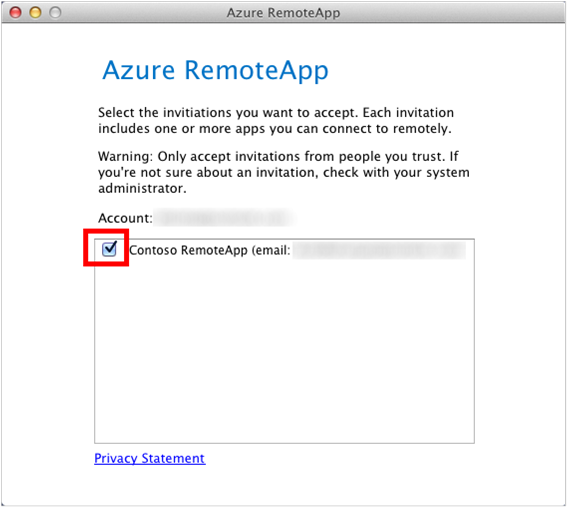 Azure RemoteApp
Azure RemoteApp
Select the invitiations you want to accept. Each invitation
includes one or more apps you can connect to remotely.
Warning: Only accept invitations from people you trust. If
you're not sure about an invitation, check with your system
administrator.
Account:
Contoso RemoteApp (email:
Privacy Statement